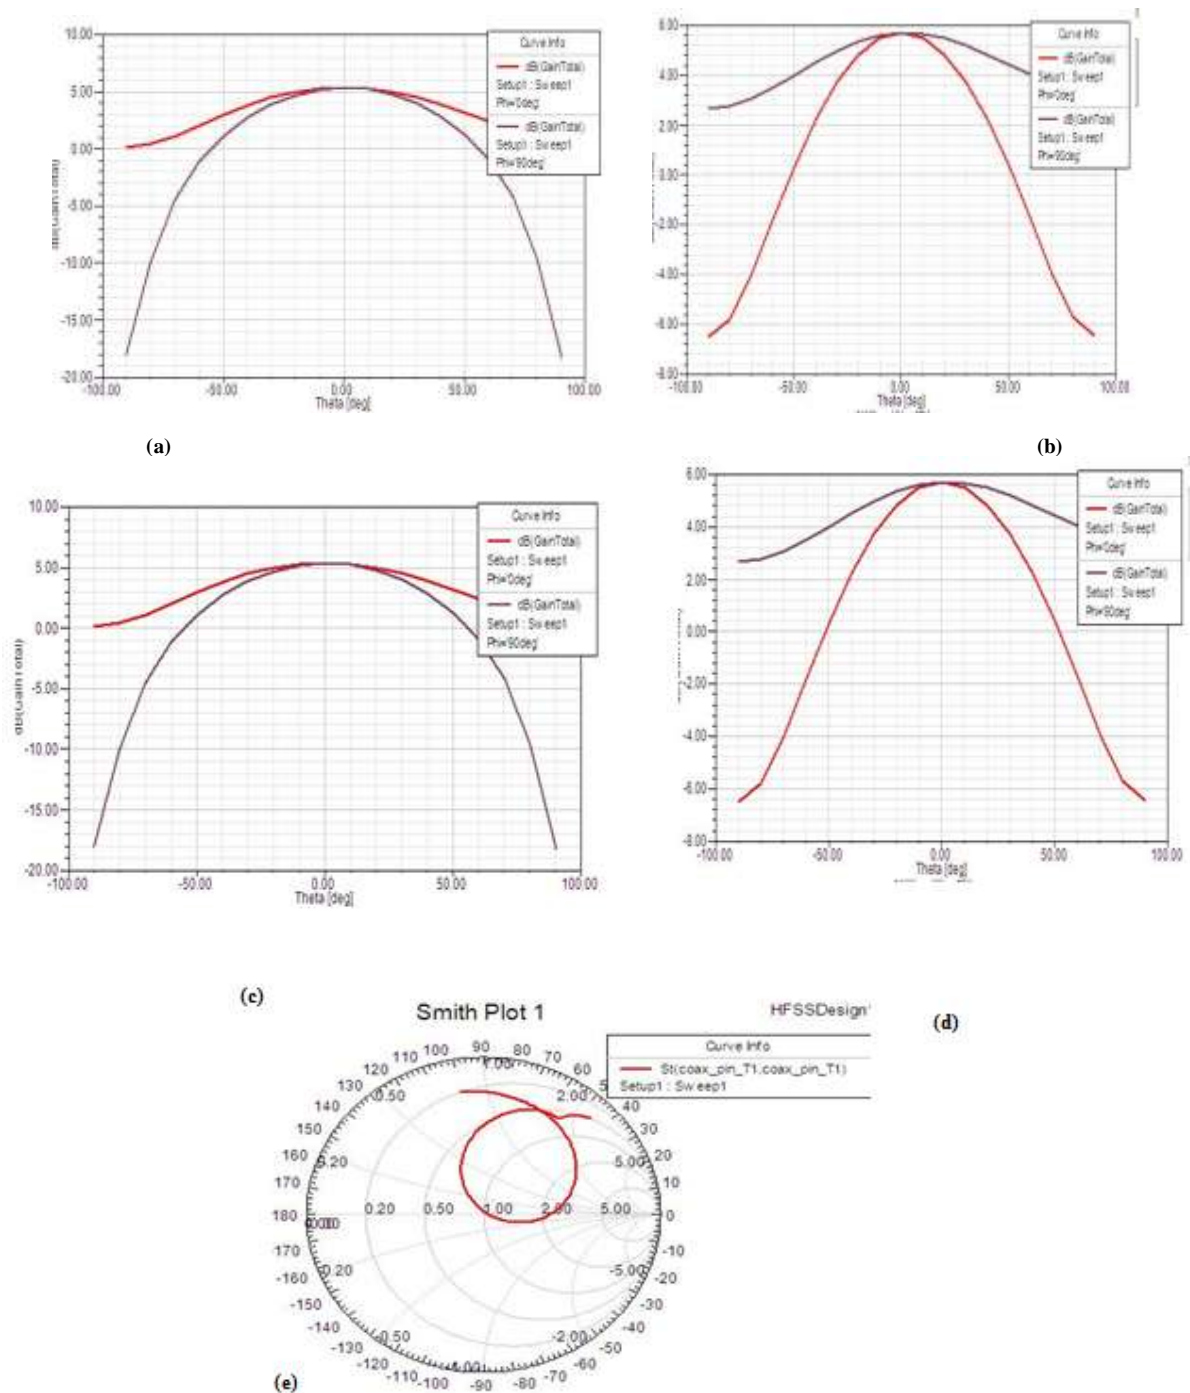 10.00
5.00
0.00
-5.00
-10.00
-15.00
-20.00
-100.00 -50.00 0.00 50.00 100.00
Theta [deg]
Curve Info
dB(GainTotal)
Setup1 : Sweep1
Phi='0deg'
dB(GainTotal)
Setup1 : Sweep1
Phi='90deg'
(a)
6.00
4.00
2.00
0.00
-2.00
-4.00
-6.00
-8.00
-100.00 -50.00 0.00 50.00 100.00
Theta [deg]
Curve Info
dB(GainTotal)
Setup1 : Sweep1
Phi='0deg'
dB(GainTotal)
Setup1 : Sweep1
Phi='90deg'
(b)
10.00
5.00
0.00
-5.00
-10.00
-15.00
-20.00
dB(GainTotal)
-100.00 -50.00 0.00 50.00 100.00
Theta [deg]
Curve Info
dB(GainTotal)
Setup1 : Sweep1
Phi='0deg'
dB(GainTotal)
Setup1 : Sweep1
Phi='90deg'
(c)
6.00
4.00
2.00
0.00
-2.00
-4.00
-6.00
-8.00
-100.00 -50.00 0.00 50.00 100.00
Theta [deg]
Curve Info
dB(GainTotal)
Setup1 : Sweep1
Phi='0deg'
dB(GainTotal)
Setup1 : Sweep1
Phi='90deg'
(d)
Smith Plot 1
HFSSDesign1
Curve Info
St(coax_pin_T1,coax_pin_T1)
Setup1 : Sweep1
130 120 110 100 90 80 70 60
140 0.50 1.00 2.00 40
150 30
160 0.20 5.00 20
170 10
180 0.00 0.20 0.50 1.00 2.00 5.00 0
-170 -10
-160 -0.20 -5.00 -20
-150 -30
-140 -0.50 -1.00 -2.00 -40
-130 -120 -110 -100 -90 -80 -70 -60 -50
(e)